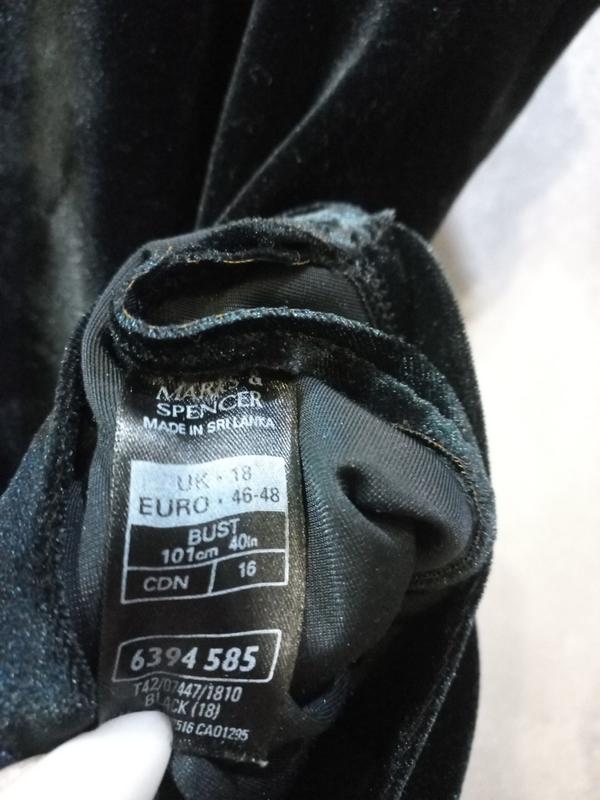 MARKS &
SPENCER
MADE IN SRI LANKA
UK · 18
EURO · 46-48
BUST
101cm 40in
CDN 16
6394 585
T42/07447/1810
BLACK (18)
516 CA01295